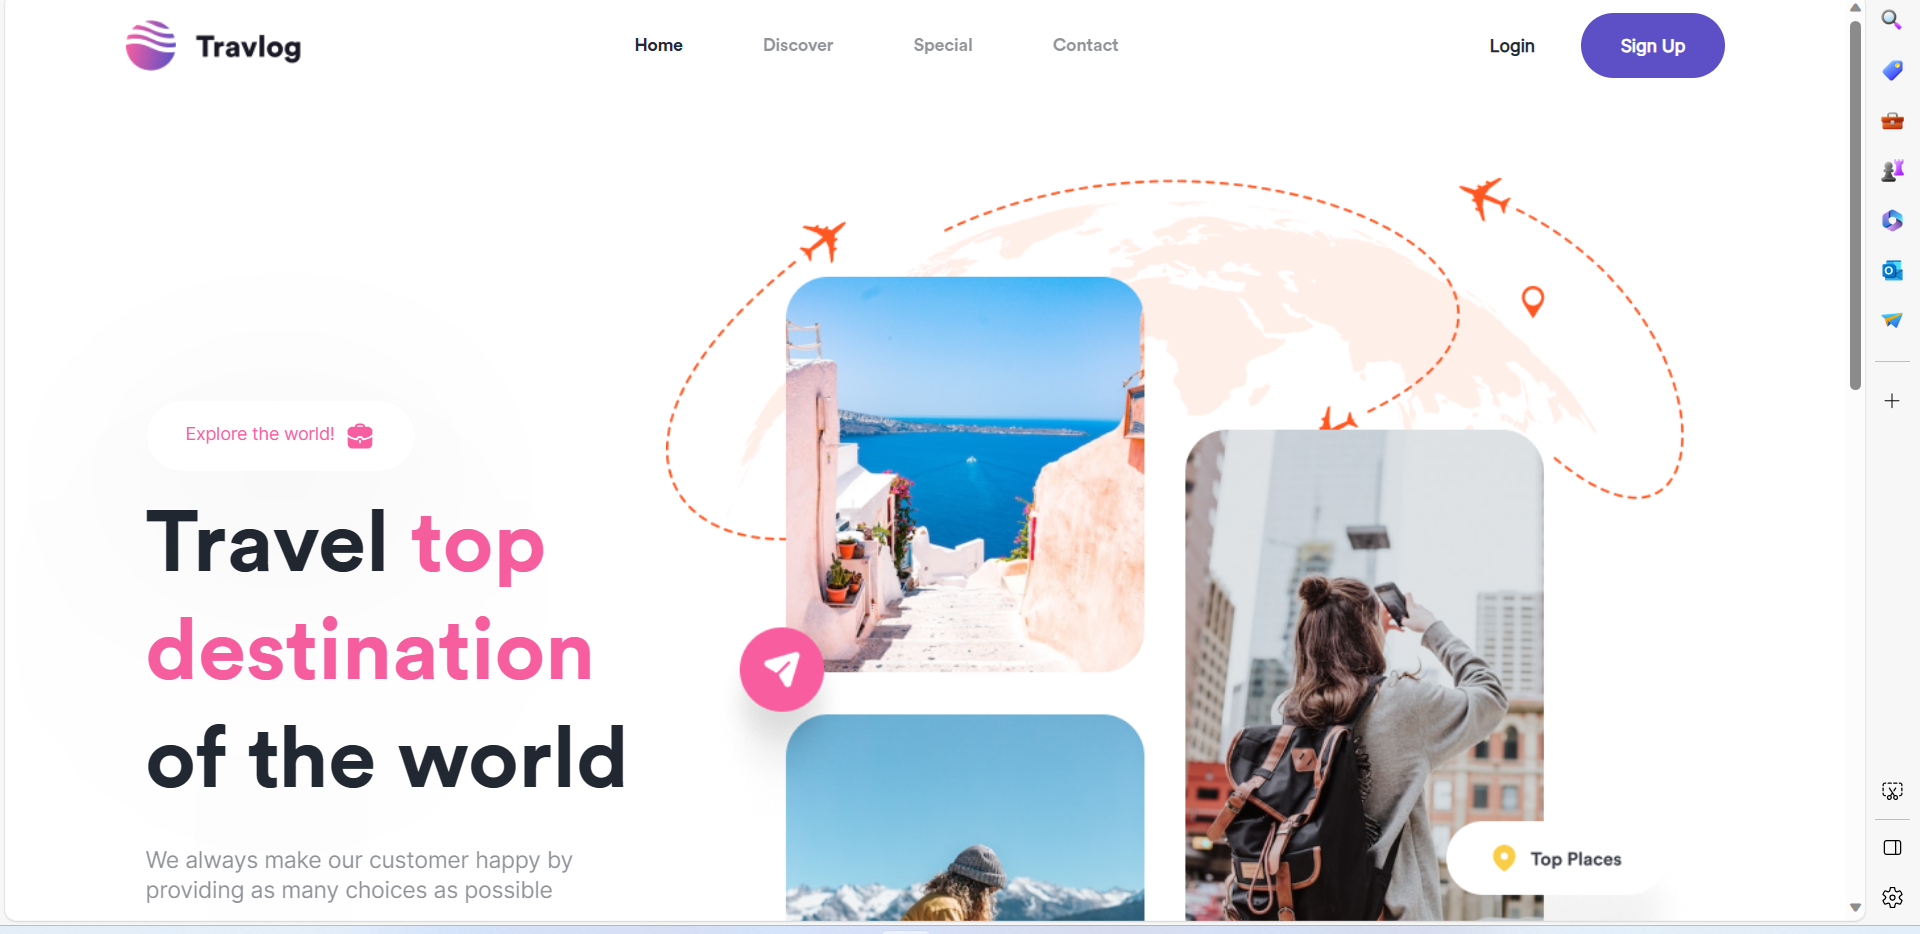 Travlog
Home
Discover
Special
Contact
Login
Sign Up
Explore the world!
Travel top
destination
of the world
We always make our customer happy by
providing as many choices as possible
Top Places